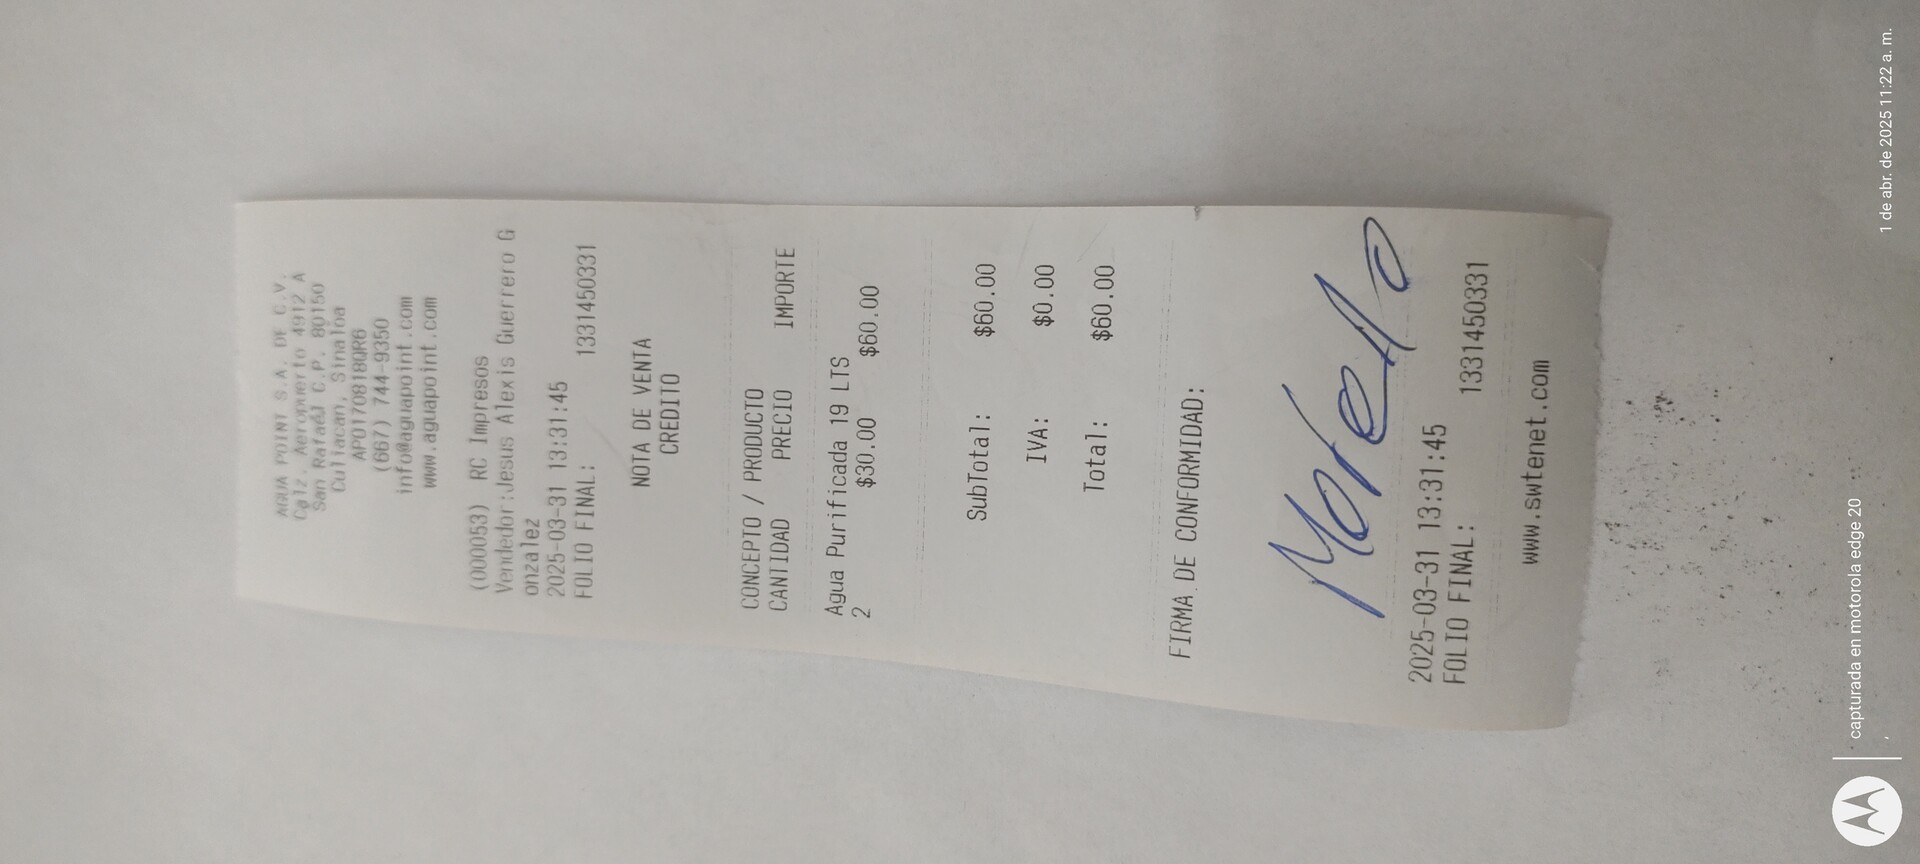 AQUA POINT S.A. DE C.V.
Calz. Aeropuerto 4912 A
San Rafael C.P. 80150
Culiacan, Sinaloa
APO170818QR6
(667) 744-9350
info@aguapoint.com
www.aguapoint.com
(000053) RC Impresos
Vendedor:Jesus Alexis Guerrero G
onzalez
2025-03-31 13:31:45
FOLIO FINAL: 1331450331
NOTA DE VENTA
CREDITO
CONCEPTO / PRODUCTO
CANTIDAD PRECIO IMPORTE
Agua Purificada 19 LTS
2 $30.00 $60.00
SubTotal: $60.00
IVA: $0.00
Total: $60.00
FIRMA DE CONFORMIDAD:
2025-03-31 13:31:45
FOLIO FINAL: 1331450331
www.swtenet.com
capturada en motorola edge 20
1 de abr. de 2025 11:22 a. m.